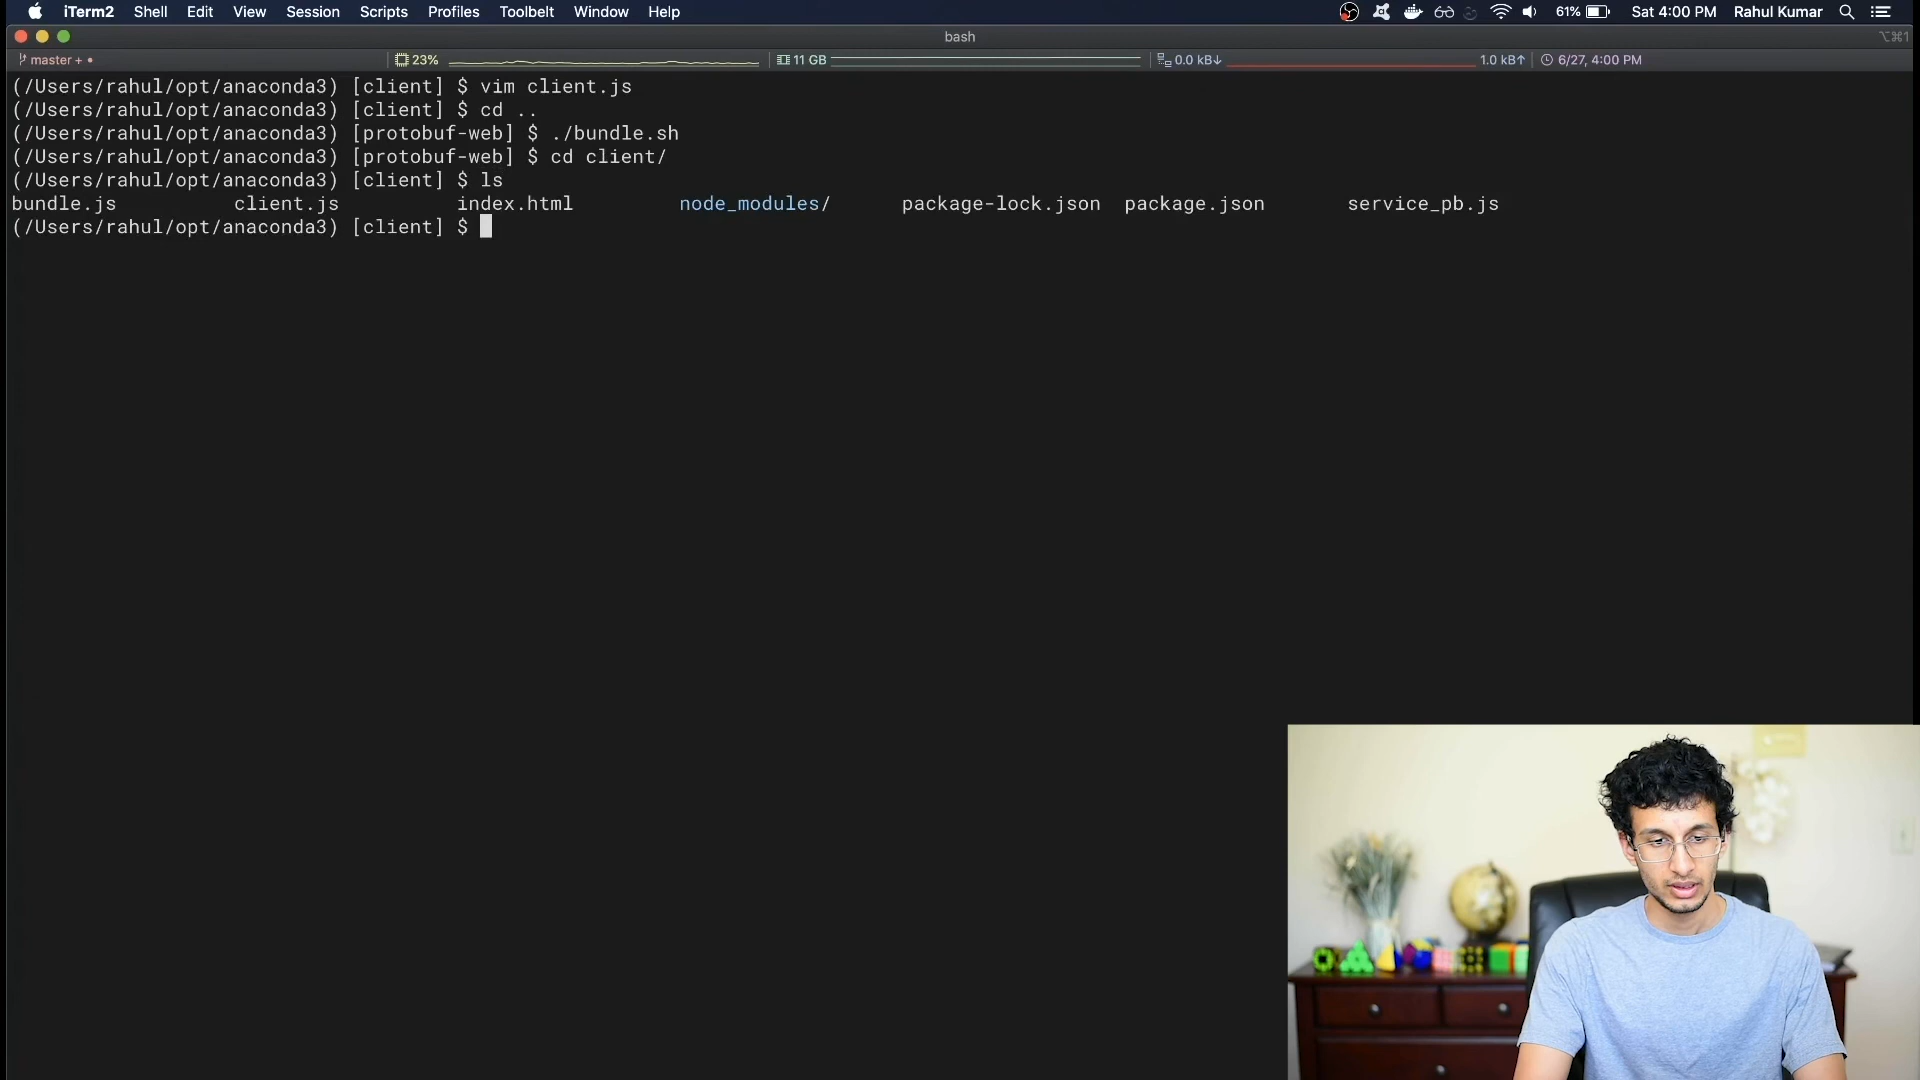 iTerm2 Shell Edit View Session Scripts Profiles Toolbelt Window Help 61% Sat 4:00 PM Rahul Kumar
bash ⌥⌘1
master + • 23% 11 GB 0.0 kB↓ 1.0 kB↑ 6/27, 4:00 PM
(/Users/rahul/opt/anaconda3) [client] $ vim client.js
(/Users/rahul/opt/anaconda3) [client] $ cd ..
(/Users/rahul/opt/anaconda3) [protobuf-web] $ ./bundle.sh
(/Users/rahul/opt/anaconda3) [protobuf-web] $ cd client/
(/Users/rahul/opt/anaconda3) [client] $ ls
bundle.js client.js index.html node_modules/ package-lock.json package.json service_pb.js
(/Users/rahul/opt/anaconda3) [client] $